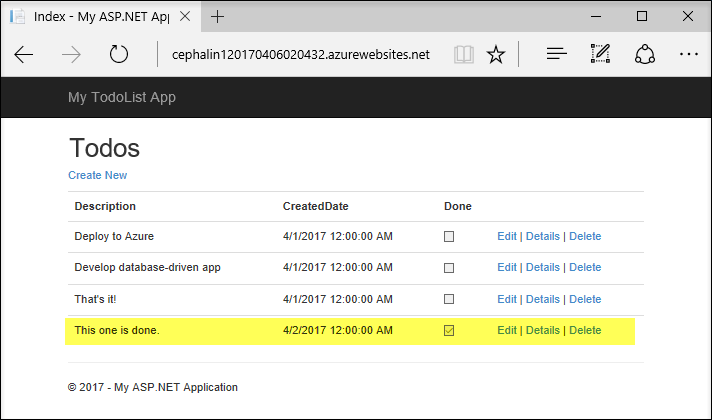 Index - My ASP.NET App
cephalin120170406020432.azurewebsites.net
My TodoList App
Todos
Create New
Description CreatedDate Done
Deploy to Azure 4/1/2017 12:00:00 AM Edit | Details | Delete
Develop database-driven app 4/1/2017 12:00:00 AM Edit | Details | Delete
That's it! 4/1/2017 12:00:00 AM Edit | Details | Delete
This one is done. 4/2/2017 12:00:00 AM Edit | Details | Delete
© 2017 - My ASP.NET Application